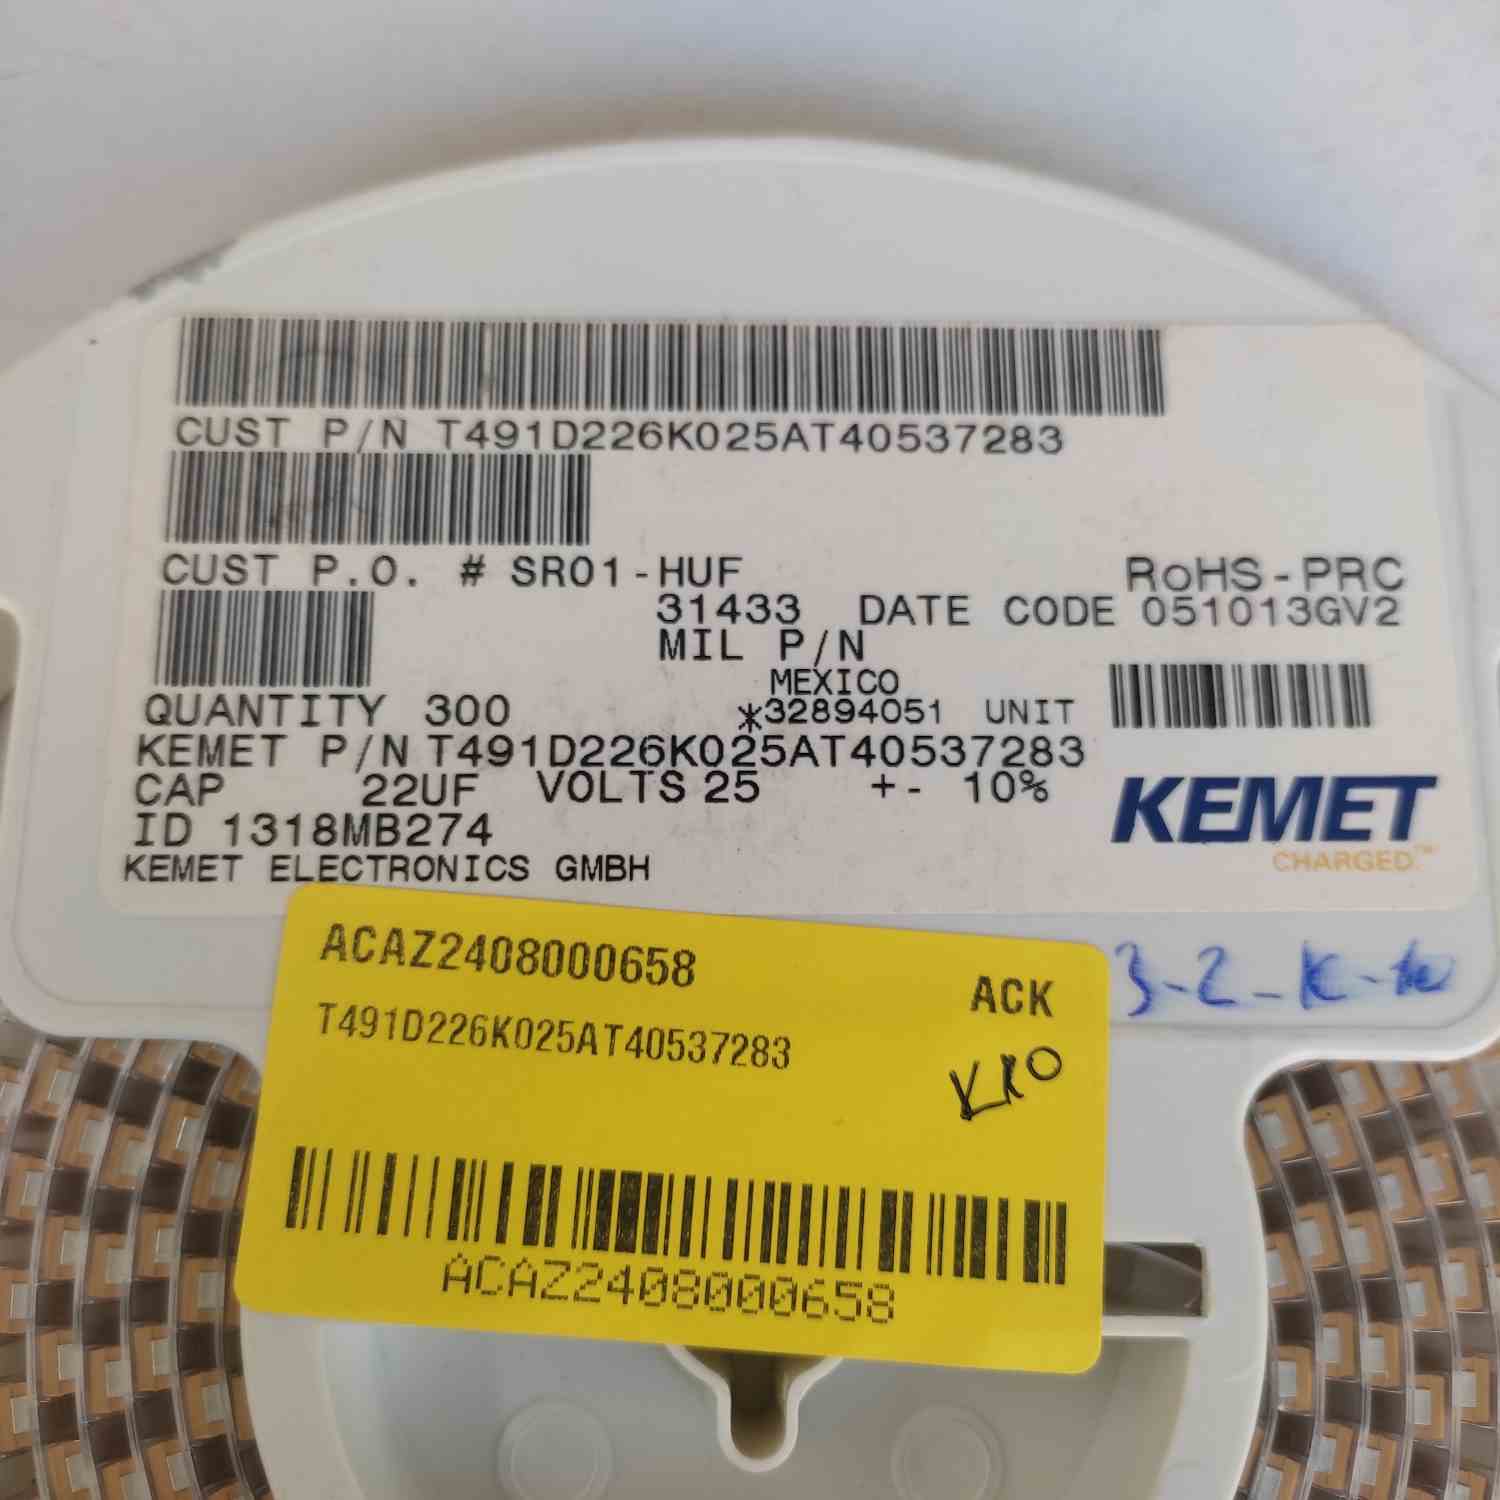 CUST P/N T491D226K025AT40537283
CUST P.O. # SR01-HUF
RoHS-PRC
31433 DATE CODE 051013GV2
MIL P/N
MEXICO
QUANTITY 300
*32894051 UNIT
KEMET P/N T491D226K025AT40537283
CAP 22UF VOLTS 25 +- 10%
ID 1318MB274
KEMET ELECTRONICS GMBH
KEMET
CHARGED™
ACAZ2408000658
ACK
T491D226K025AT40537283
ACAZ2408000658